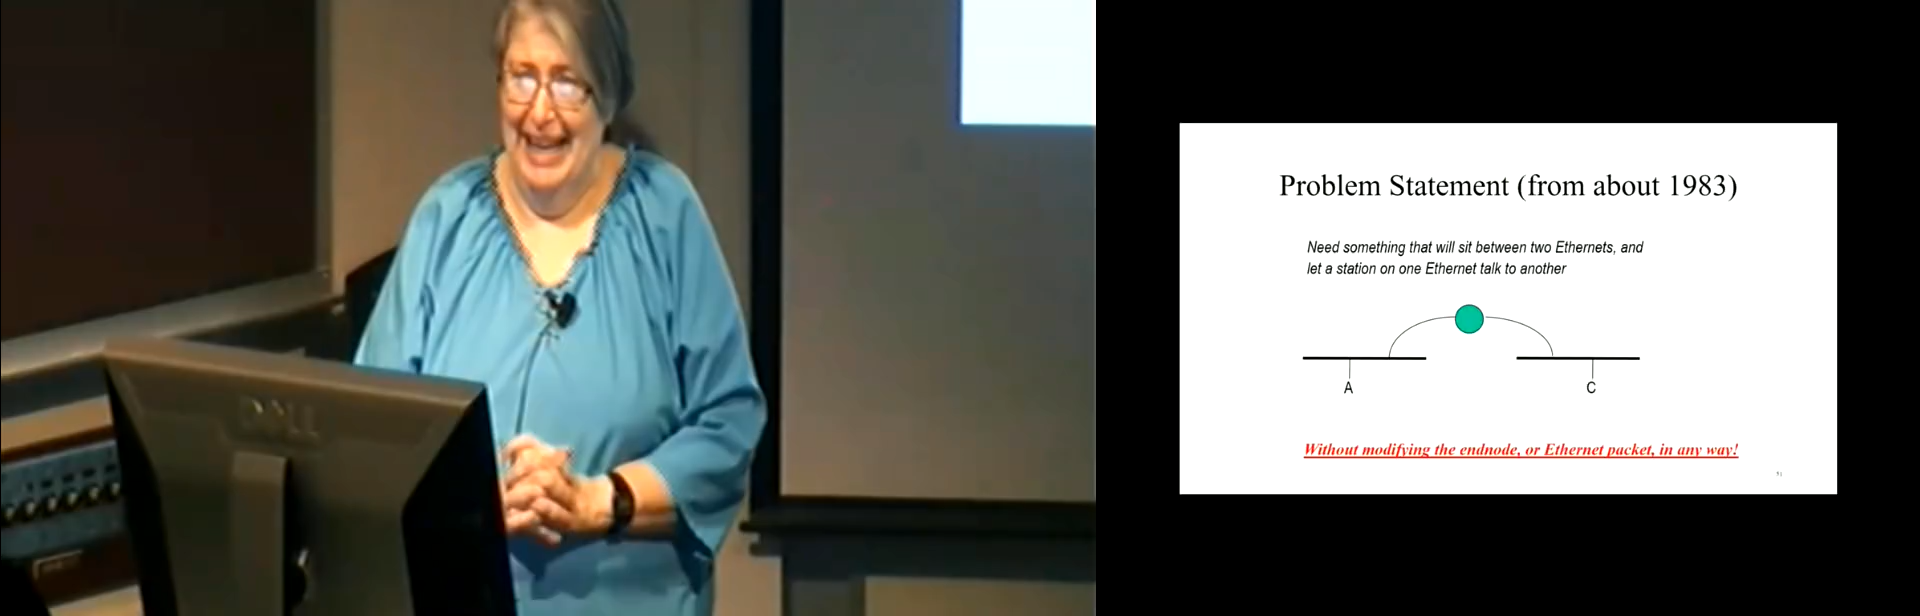 DELL
Problem Statement (from about 1983)
Need something that will sit between two Ethernets, and
let a station on one Ethernet talk to another
A
C
Without modifying the endnode, or Ethernet packet, in any way!